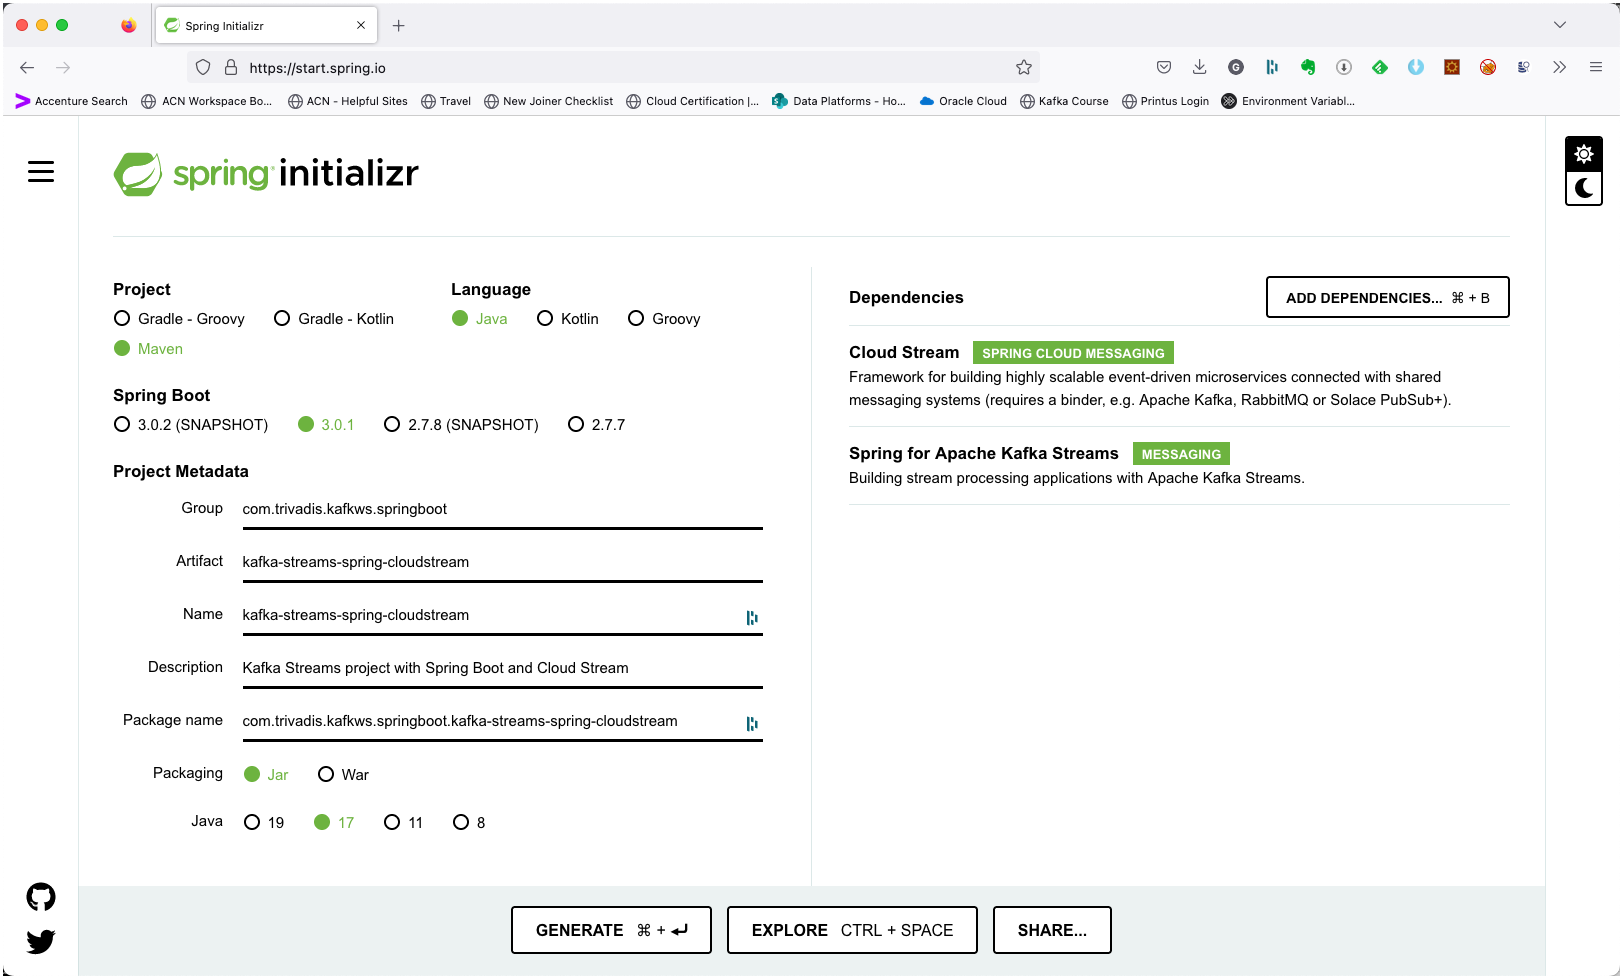 Spring Initializr
https://start.spring.io
Accenture Search ACN Workspace Bo... ACN - Helpful Sites Travel New Joiner Checklist Cloud Certification |... Data Platforms - Ho... Oracle Cloud Kafka Course Printus Login Environment Variabl...
spring initializr
Project
Gradle - Groovy Gradle - Kotlin
Maven
Language
Java Kotlin Groovy
Spring Boot
3.0.2 (SNAPSHOT) 3.0.1 2.7.8 (SNAPSHOT) 2.7.7
Project Metadata
Group com.trivadis.kafkws.springboot
Artifact kafka-streams-spring-cloudstream
Name kafka-streams-spring-cloudstream
Description Kafka Streams project with Spring Boot and Cloud Stream
Package name com.trivadis.kafkws.springboot.kafka-streams-spring-cloudstream
Packaging Jar War
Java 19 17 11 8
Dependencies
ADD DEPENDENCIES... ⌘ + B
Cloud Stream SPRING CLOUD MESSAGING
Framework for building highly scalable event-driven microservices connected with shared
messaging systems (requires a binder, e.g. Apache Kafka, RabbitMQ or Solace PubSub+).
Spring for Apache Kafka Streams MESSAGING
Building stream processing applications with Apache Kafka Streams.
GENERATE ⌘ + ⏎ EXPLORE CTRL + SPACE SHARE...